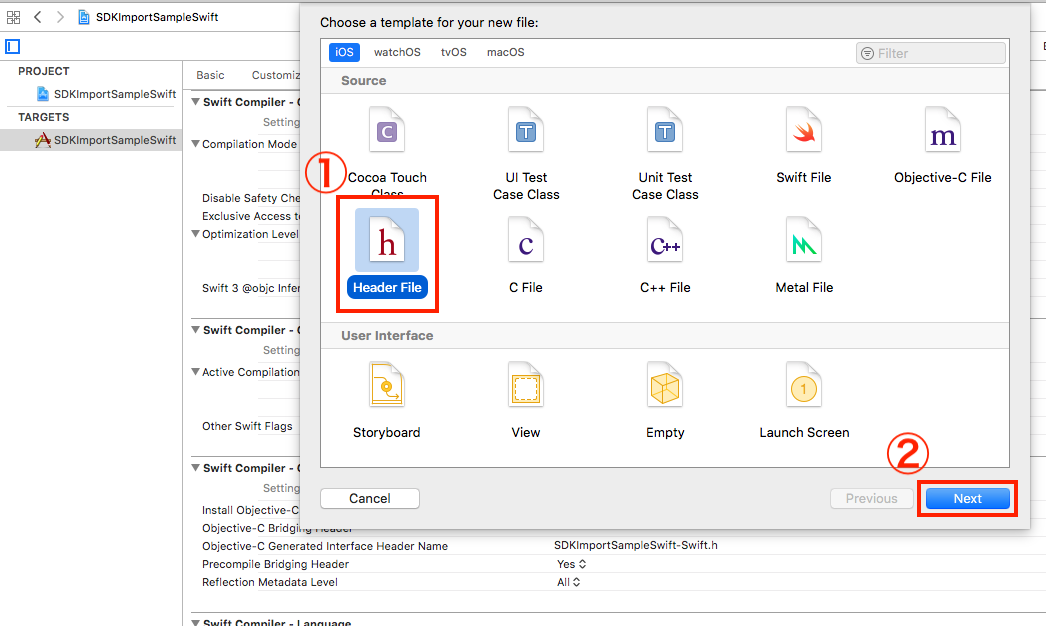 SDKImportSampleSwift
Choose a template for your new file:
iOS watchOS tvOS macOS
Filter
PROJECT
SDKImportSampleSwift
TARGETS
SDKImportSampleSwift
Basic
Source
C
T
T
m
Cocoa Touch
Class
UI Test
Case Class
Unit Test
Case Class
Swift File
Objective-C File
①
h
C
C++
Header File
C File
C++ File
Metal File
User Interface
1
Storyboard
View
Empty
Launch Screen
②
Cancel
Previous
Next
Swift Compiler -
Setting
Compilation Mode
Disable Safety
Exclusive Access
Optimization Level
Swift 3 @objc
Swift Compiler -
Setting
Active Compilation
Other Swift Flags
Swift Compiler -
Setting
Install Objective-C
Objective-C Bridging Header
Objective-C Generated Interface Header Name
SDKImportSampleSwift-Swift.h
Precompile Bridging Header
Yes
Reflection Metadata Level
All
Swift Compiler - Language